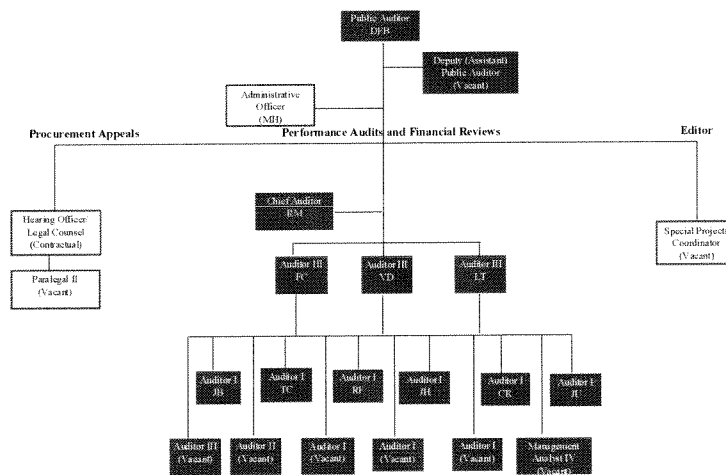 Public Auditor
DFB
Deputy (Assistant)
Public Auditor
(Vacant)
Administrative
Officer
(MH)
Procurement Appeals
Performance Audits and Financial Reviews
Editor
Chief Auditor
RM
Hearing Officer/
Legal Counsel
(Contractual)
Special Projects
Coordinator
(Vacant)
Paralegal II
(Vacant)
Auditor III
FC
Auditor III
VD
Auditor III
LT
Auditor I
JB
Auditor I
TC
Auditor I
RF
Auditor I
JH
Auditor I
CR
Auditor I
JU
Auditor III
(Vacant)
Auditor II
(Vacant)
Auditor I
(Vacant)
Auditor I
(Vacant)
Auditor I
(Vacant)
Management
Analyst IV
(Vacant)